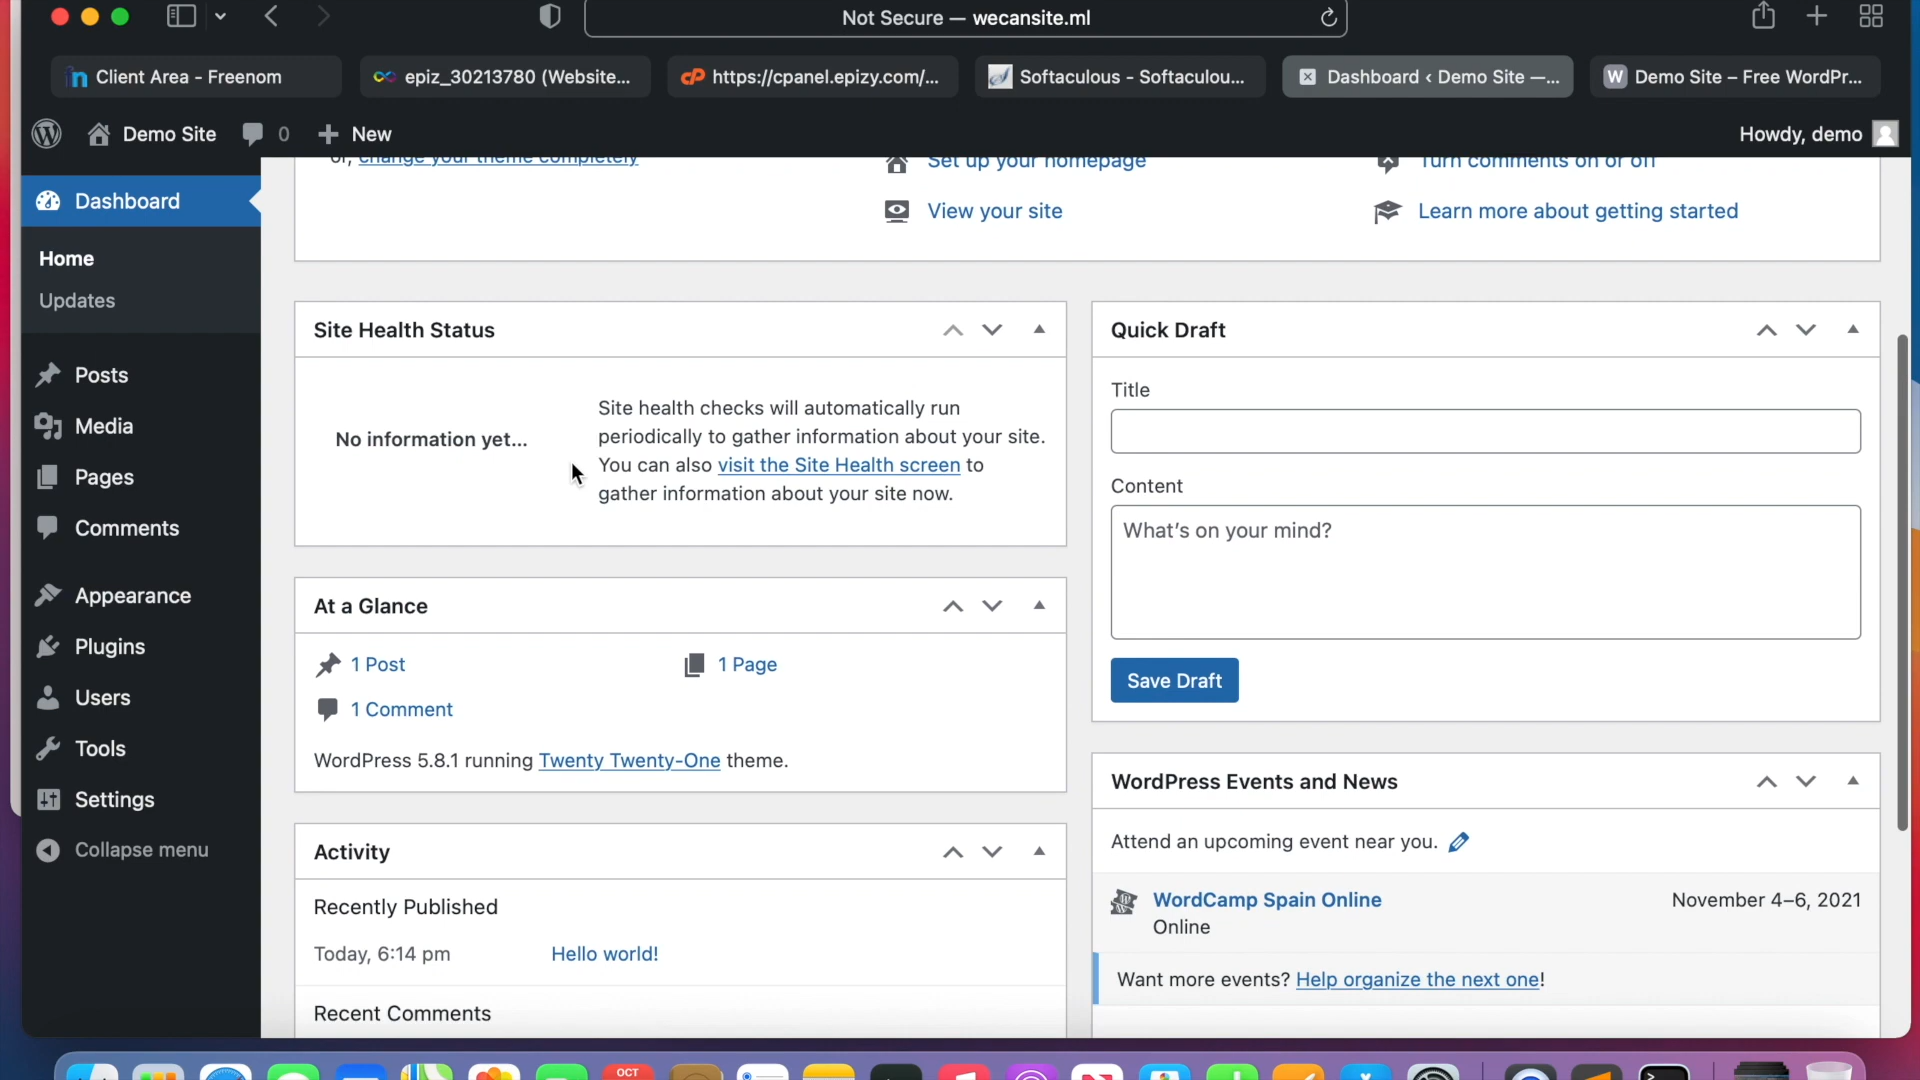 Not Secure — wecansite.ml
Client Area - Freenom
epiz_30213780 (Website...
https://cpanel.epizy.com/...
Softaculous - Softaculou...
Dashboard ‹ Demo Site —...
Demo Site – Free WordPr...
Demo Site
0
New
Howdy, demo
or, change your theme completely
Set up your homepage
Turn comments on or off
Dashboard
View your site
Learn more about getting started
Home
Updates
Posts
Media
Pages
Comments
Appearance
Plugins
Users
Tools
Settings
Collapse menu
Site Health Status
No information yet...
Site health checks will automatically run
periodically to gather information about your site.
You can also visit the Site Health screen to
gather information about your site now.
At a Glance
1 Post
1 Page
1 Comment
WordPress 5.8.1 running Twenty Twenty-One theme.
Activity
Recently Published
Today, 6:14 pm
Hello world!
Recent Comments
Quick Draft
Title
Content
What's on your mind?
Save Draft
WordPress Events and News
Attend an upcoming event near you.
WordCamp Spain Online
November 4–6, 2021
Online
Want more events? Help organize the next one!
OCT